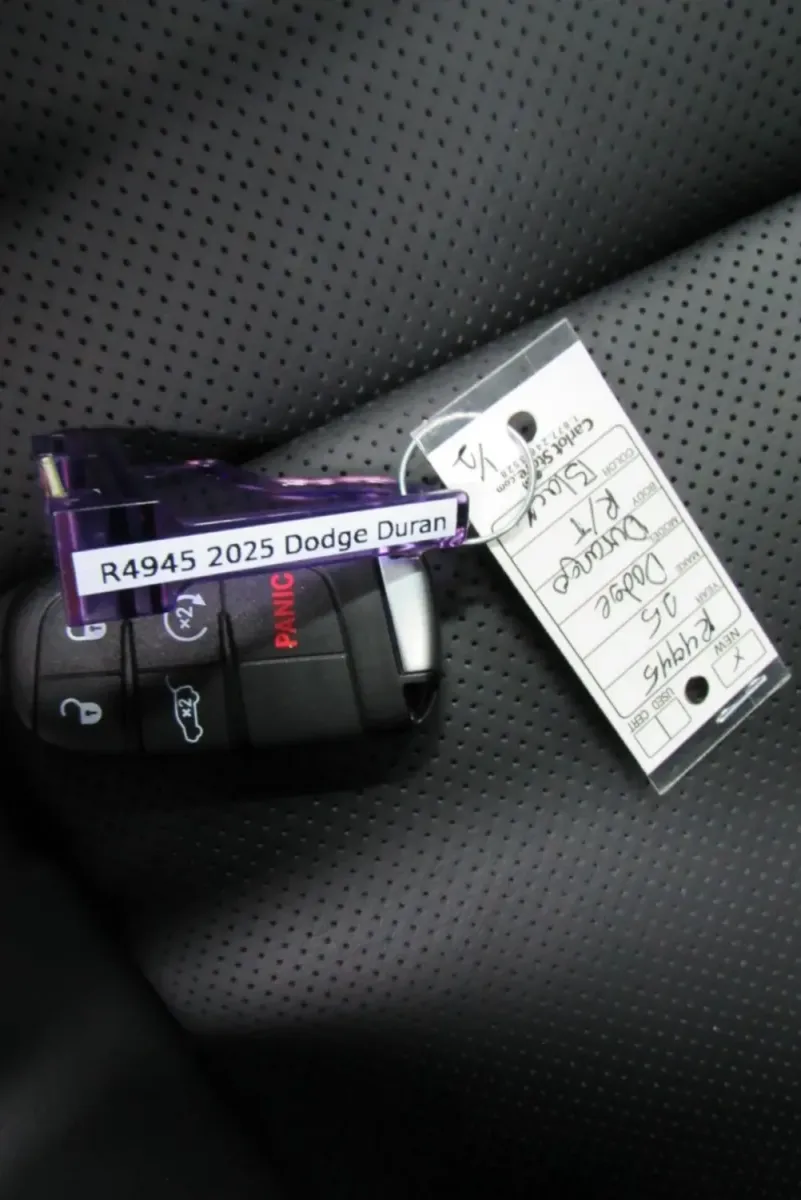 R4945 2025 Dodge Duran
PANIC
x2
x2
NEW
X
USED
CERT
R4945
YEAR
25
MAKE
Dodge
MODEL
Durango
BODY
R/T
COLOR
Black